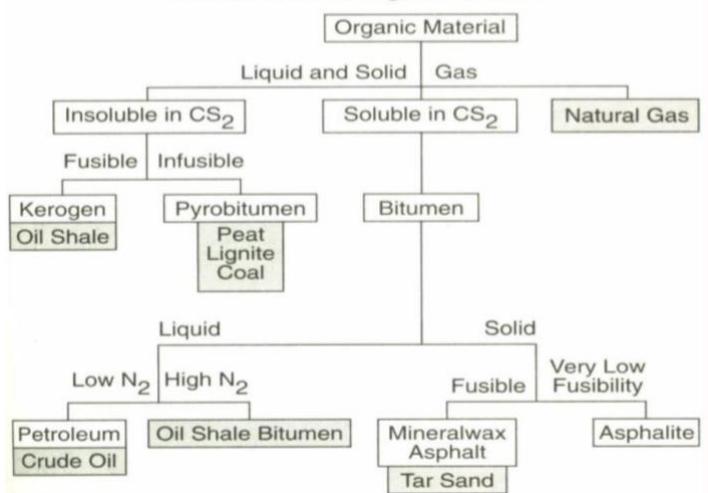 Organic Material
Liquid and Solid Gas
Insoluble in CS2
Soluble in CS2
Natural Gas
Fusible Infusible
Kerogen
Oil Shale
Pyrobitumen
Peat
Lignite
Coal
Bitumen
Liquid
Solid
Low N2 High N2
Fusible
Very Low
Fusibility
Petroleum
Crude Oil
Oil Shale Bitumen
Mineralwax
Asphalt
Tar Sand
Asphalite